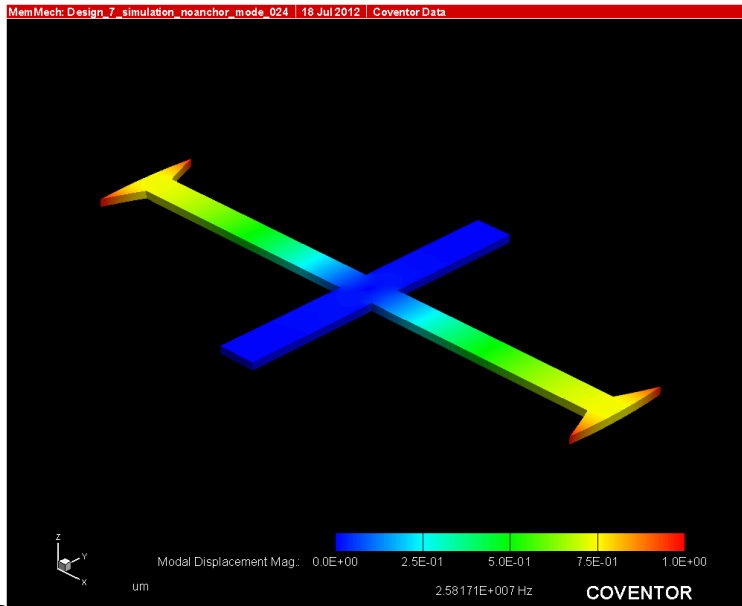 MemMech: Design_7_simulation_noanchor_mode_024 | 18 Jul 2012 | Coventor Data
Z
Y
X
um
Modal Displacement Mag.: 0.0E+00 2.5E-01 5.0E-01 7.5E-01 1.0E+00
2.58171E+007 Hz
COVENTOR